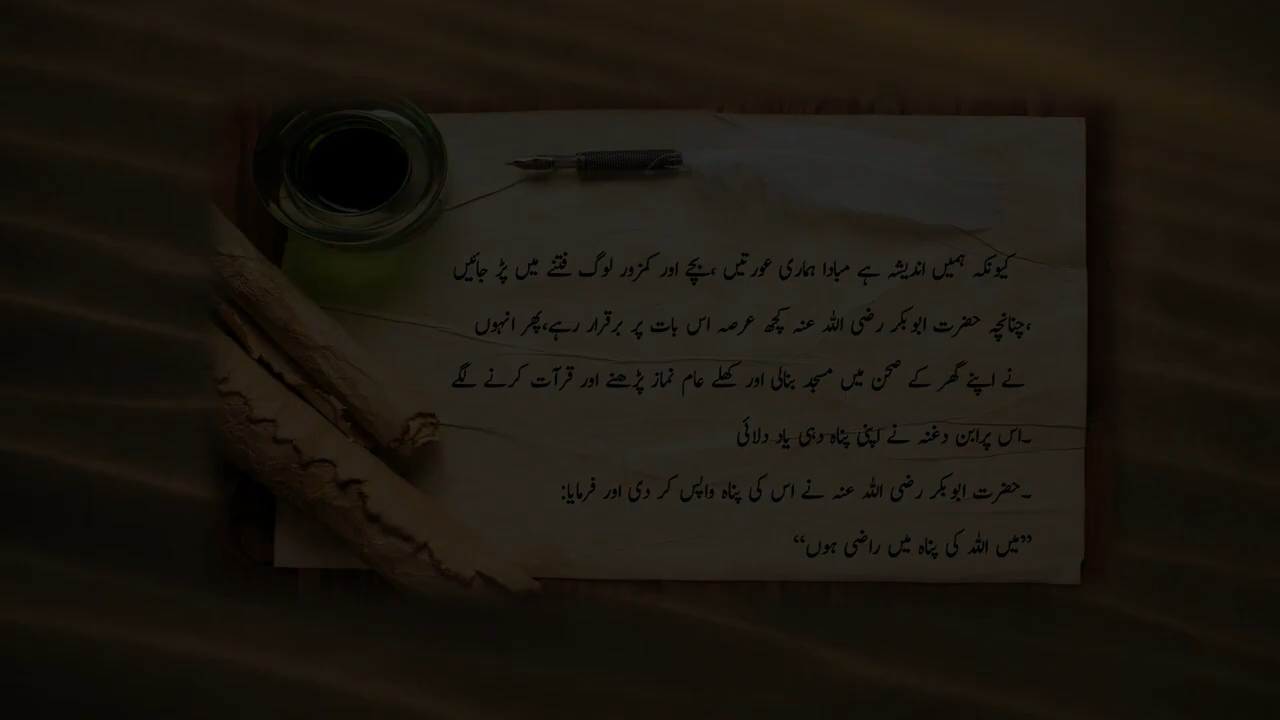 کیونکہ ہمیں اندیشہ ہے مبادا ہماری عورتیں ،بچے اور کمزور لوگ فتنے میں پڑ جائیں
،چنانچہ حضرت ابوبکر رضی اللہ عنہ کچھ عرصہ اس بات پر برقرار رہے،پھر انہوں
نے اپنے گھر کے صحن میں مسجد بنالی اور کھلے عام نماز پڑھنے اور قرآت کرنے لگے
۔اس پرابن دغنہ نے اپنی پناہ دہی یاد دلائی
۔حضرت ابوبکر رضی اللہ عنہ نے اس کی پناہ واپس کر دی اور فرمایا:
”میں اللہ کی پناہ میں راضی ہوں“